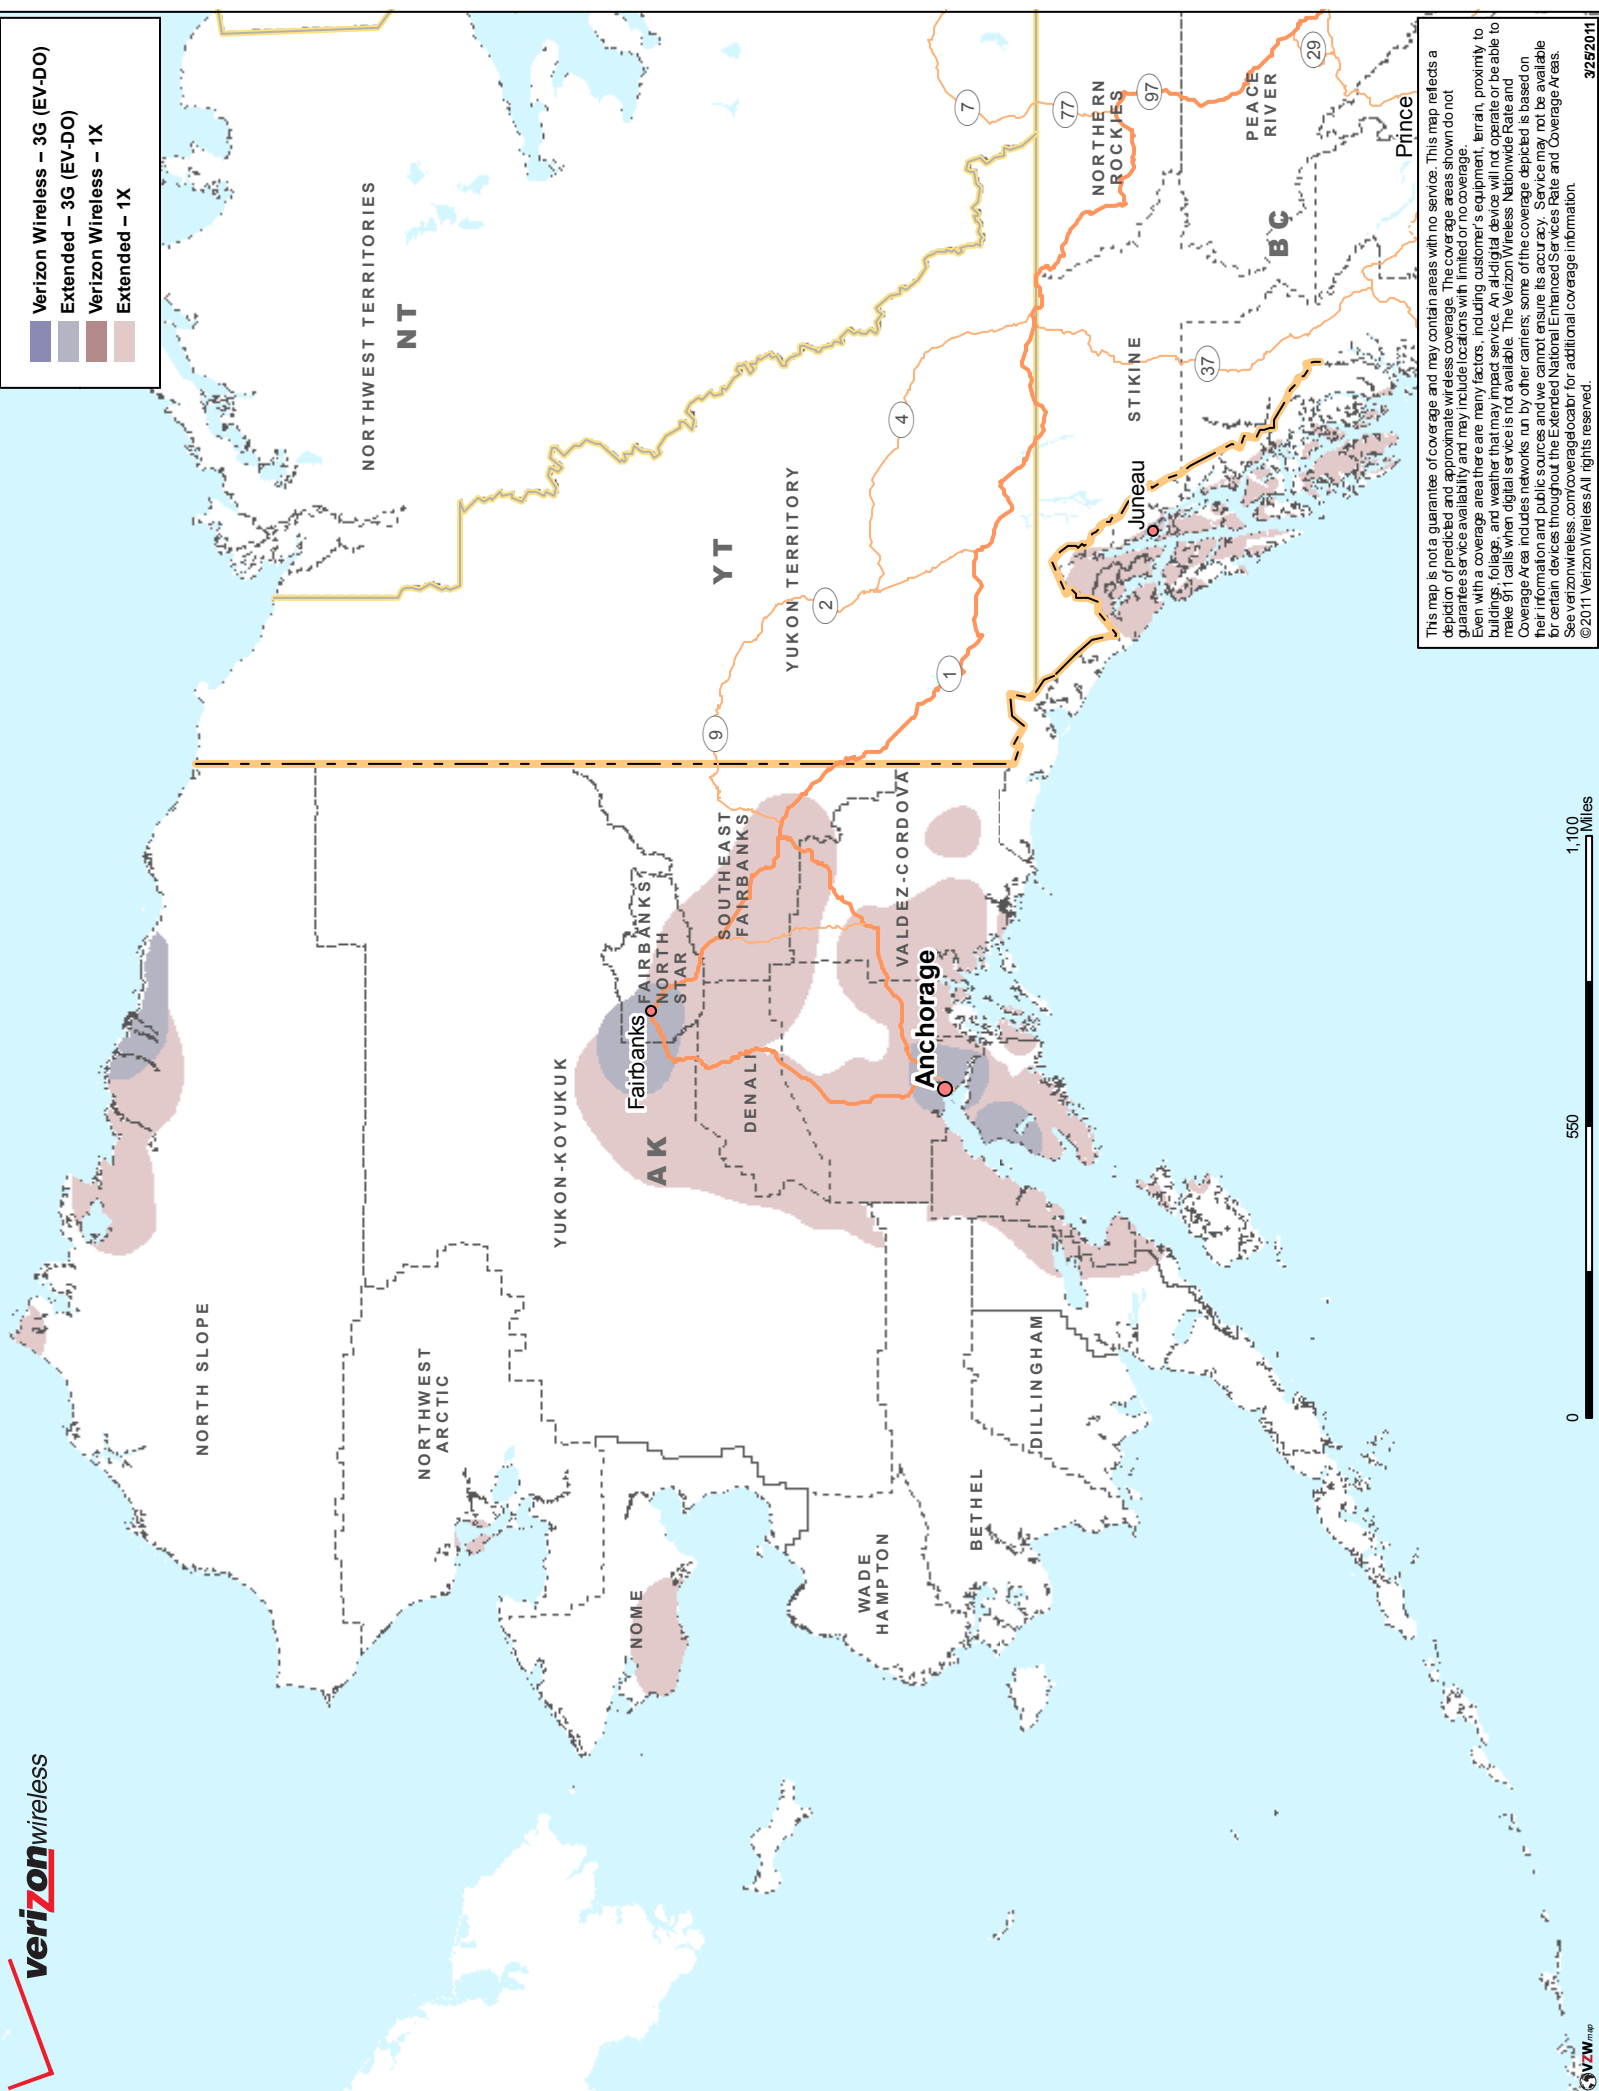 verizonwireless
Verizon Wireless – 3G (EV-DO)
Extended – 3G (EV-DO)
Verizon Wireless – 1X
Extended – 1X
NORTH SLOPE
NORTHWEST
ARCTIC
NOME
YUKON-KOYUKUK
AK
Fairbanks
FAIRBANKS
NORTH
STAR
SOUTHEAST
FAIRBANKS
DENALI
WADE
HAMPTON
BETHEL
DILLINGHAM
Anchorage
VALDEZ-CORDOVA
NORTHWEST TERRITORIES
NT
YT
YUKON TERRITORY
9
2
4
1
7
77
97
29
37
NORTHERN
ROCKIES
PEACE
RIVER
BC
STIKINE
Juneau
Prince
0
550
1,100
Miles
This map is not a guarantee of coverage and may contain areas with no service. This map reflects a
depiction of predicted and approximate wireless coverage. The coverage areas shown do not
guarantee service availability and may include locations with limited or no coverage.
Even with a coverage area there are many factors, including customer's equipment, terrain, proximity to
buildings, foliage, and weather that may impact service. An all-digital device will not operate or be able to
make 911 calls when digital service is not available. The Verizon Wireless Nationwide Rate and
Coverage Area includes networks run by other carriers; some of the coverage depicted is based on
their information and public sources and we cannot ensure its accuracy. Service may not be available
for certain devices throughout the Extended National Enhanced Services Rate and Coverage Areas.
See verizonwireless.com/coveragelocator for additional coverage information.
©2011 Verizon Wireless All rights reserved.
3/25/2011
VZWmap